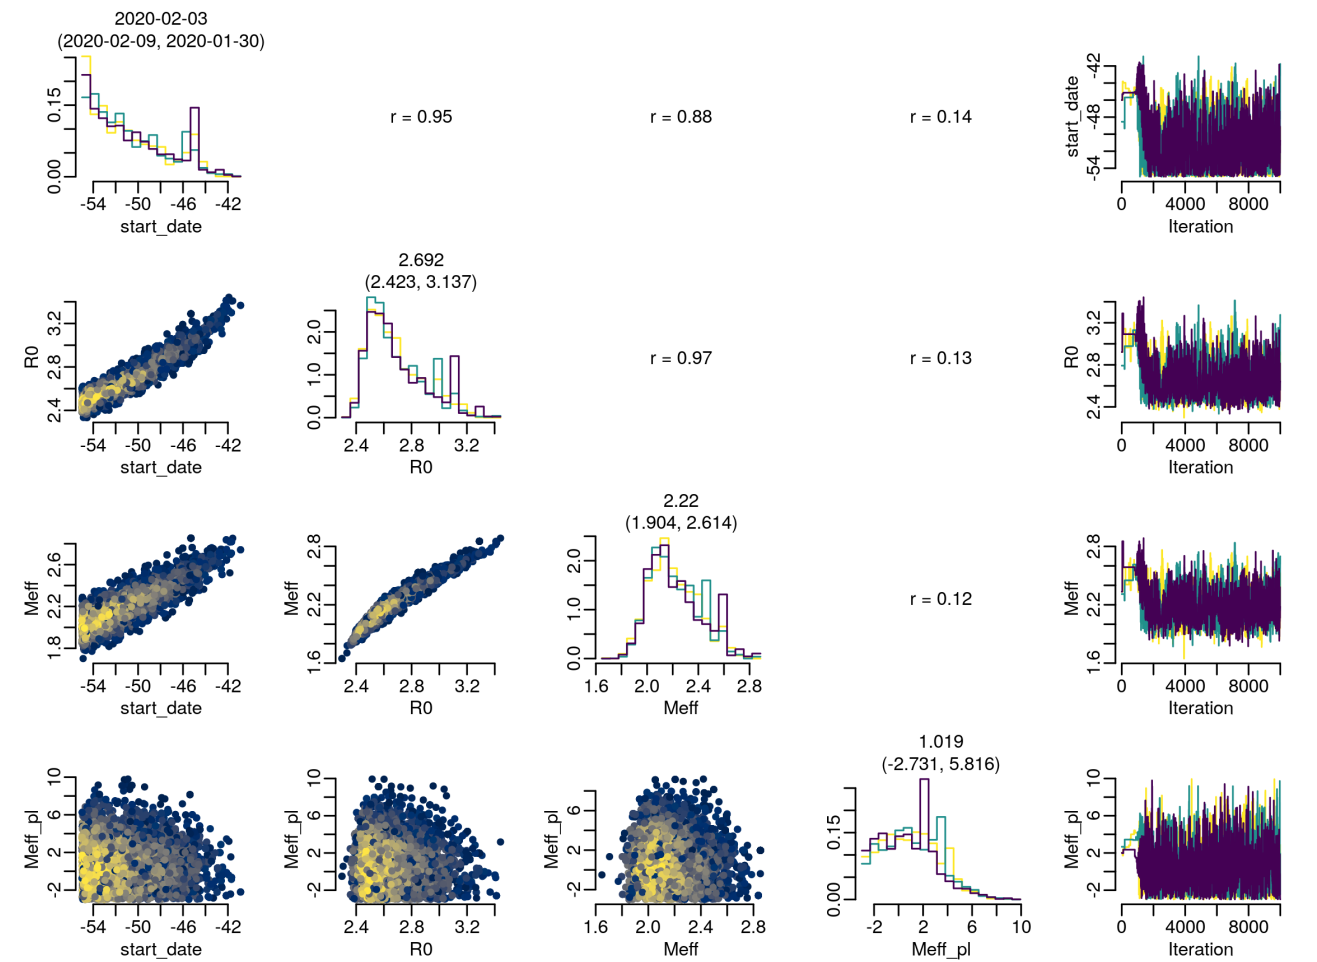 2020-02-03
(2020-02-09, 2020-01-30)
0.00 0.15
-54 -50 -46 -42
start_date
r = 0.95
r = 0.88
r = 0.14
start_date
-54 -48 -42
0 4000 8000
Iteration
R0
2.4 2.8 3.2
-54 -50 -46 -42
start_date
2.692
(2.423, 3.137)
0.0 1.0 2.0
2.4 2.8 3.2
R0
r = 0.97
r = 0.13
R0
2.4 2.8 3.2
0 4000 8000
Iteration
Meff
1.8 2.2 2.6
-54 -50 -46 -42
start_date
Meff
1.6 2.2 2.8
2.4 2.8 3.2
R0
2.22
(1.904, 2.614)
0.0 1.0 2.0
1.6 2.0 2.4 2.8
Meff
r = 0.12
Meff
1.6 2.2 2.8
0 4000 8000
Iteration
Meff_pl
-2 2 6 10
-54 -50 -46 -42
start_date
Meff_pl
-2 2 6 10
2.4 2.8 3.2
R0
Meff_pl
-2 2 6
1.6 2.0 2.4 2.8
Meff
1.019
(-2.731, 5.816)
0.00 0.15
-2 2 6 10
Meff_pl
Meff_pl
-2 2 6 10
0 4000 8000
Iteration